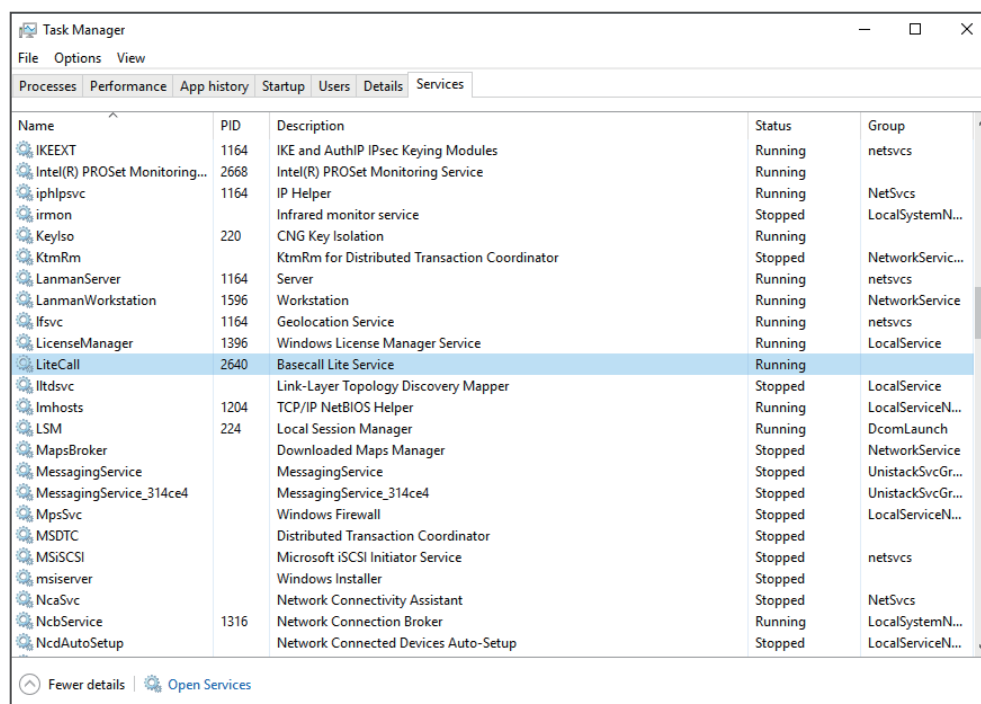 Task Manager
File Options View
Processes Performance App history Startup Users Details Services
Name PID Description Status Group
IKEEXT 1164 IKE and AuthIP IPsec Keying Modules Running netsvcs
Intel(R) PROSet Monitoring... 2668 Intel(R) PROSet Monitoring Service Running
iphlpsvc 1164 IP Helper Running NetSvcs
irmon Infrared monitor service Stopped LocalSystemN...
KeyIso 220 CNG Key Isolation Running
KtmRm KtmRm for Distributed Transaction Coordinator Stopped NetworkServic...
LanmanServer 1164 Server Running netsvcs
LanmanWorkstation 1596 Workstation Running NetworkService
lfsvc 1164 Geolocation Service Running netsvcs
LicenseManager 1396 Windows License Manager Service Running LocalService
LiteCall 2640 Basecall Lite Service Running
lltdsvc Link-Layer Topology Discovery Mapper Stopped LocalService
lmhosts 1204 TCP/IP NetBIOS Helper Running LocalServiceN...
LSM 224 Local Session Manager Running DcomLaunch
MapsBroker Downloaded Maps Manager Stopped NetworkService
MessagingService MessagingService Stopped UnistackSvcGr...
MessagingService_314ce4 MessagingService_314ce4 Stopped UnistackSvcGr...
MpsSvc Windows Firewall Stopped LocalServiceN...
MSDTC Distributed Transaction Coordinator Stopped
MSiSCSI Microsoft iSCSI Initiator Service Stopped netsvcs
msiserver Windows Installer Stopped
NcaSvc Network Connectivity Assistant Stopped NetSvcs
NcbService 1316 Network Connection Broker Running LocalSystemN...
NcdAutoSetup Network Connected Devices Auto-Setup Stopped LocalServiceN...
Fewer details Open Services